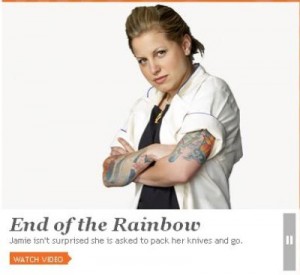 End of the Rainbow
Jamie isn't surprised she is asked to pack her knives and go.
WATCH VIDEO